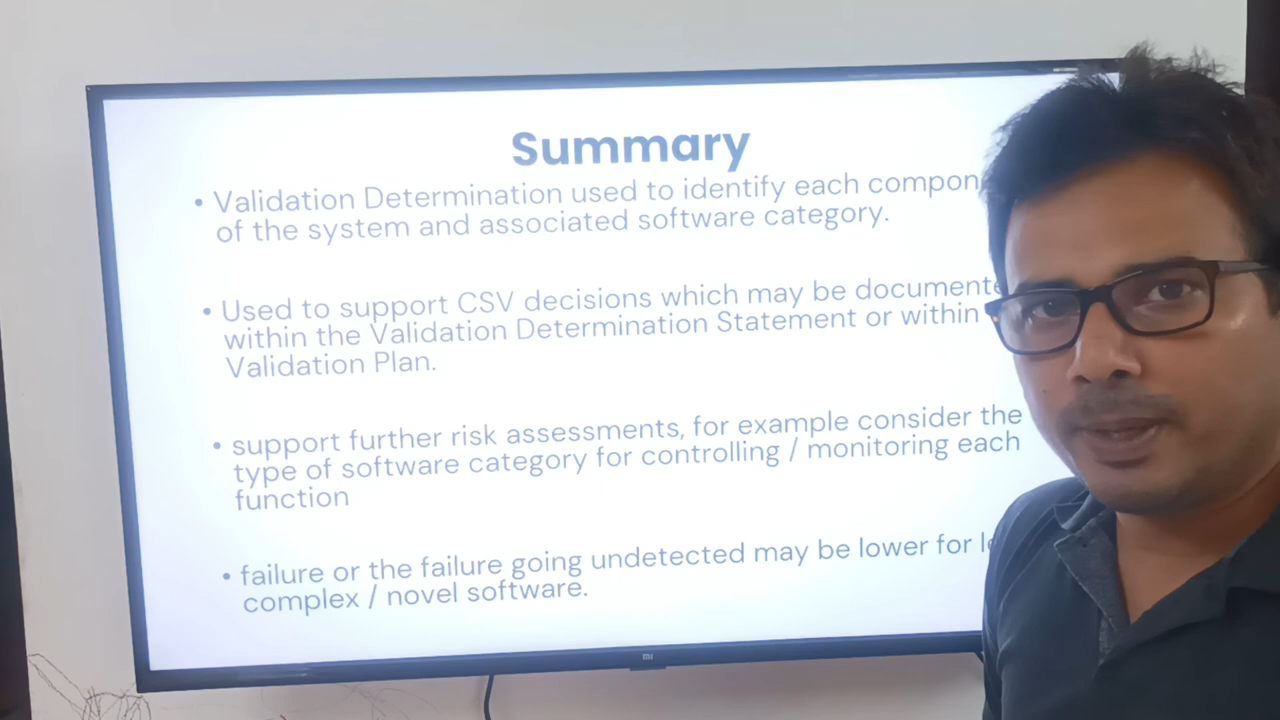 Summary
• Validation Determination used to identify each
of the system and associated software category.
• Used to support CSV decisions which may be
within the Validation Determination Statement or within
Validation Plan.
• support further risk assessments, for example consider the
type of software category for controlling / monitoring each
function
• failure or the failure going undetected may be lower for
complex / novel software.
mi